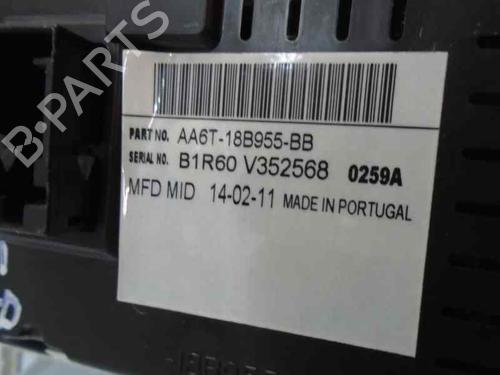 B-PARTS
PART NO. AA6T-18B955-BB
SERIAL NO. B1R60 V352568 0259A
MFD MID 14-02-11 MADE IN PORTUGAL